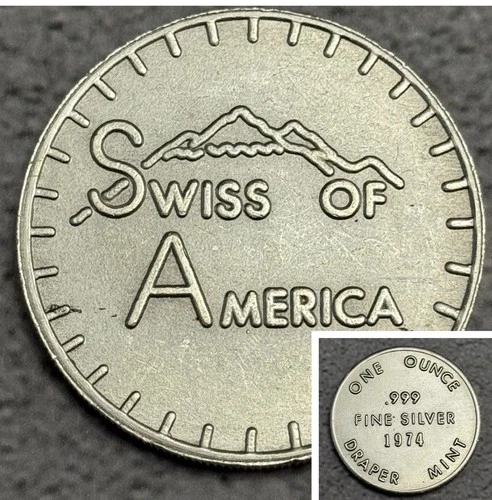 SWISS OF
AMERICA
ONE OUNCE
.999
FINE SILVER
1974
DRAPER MINT